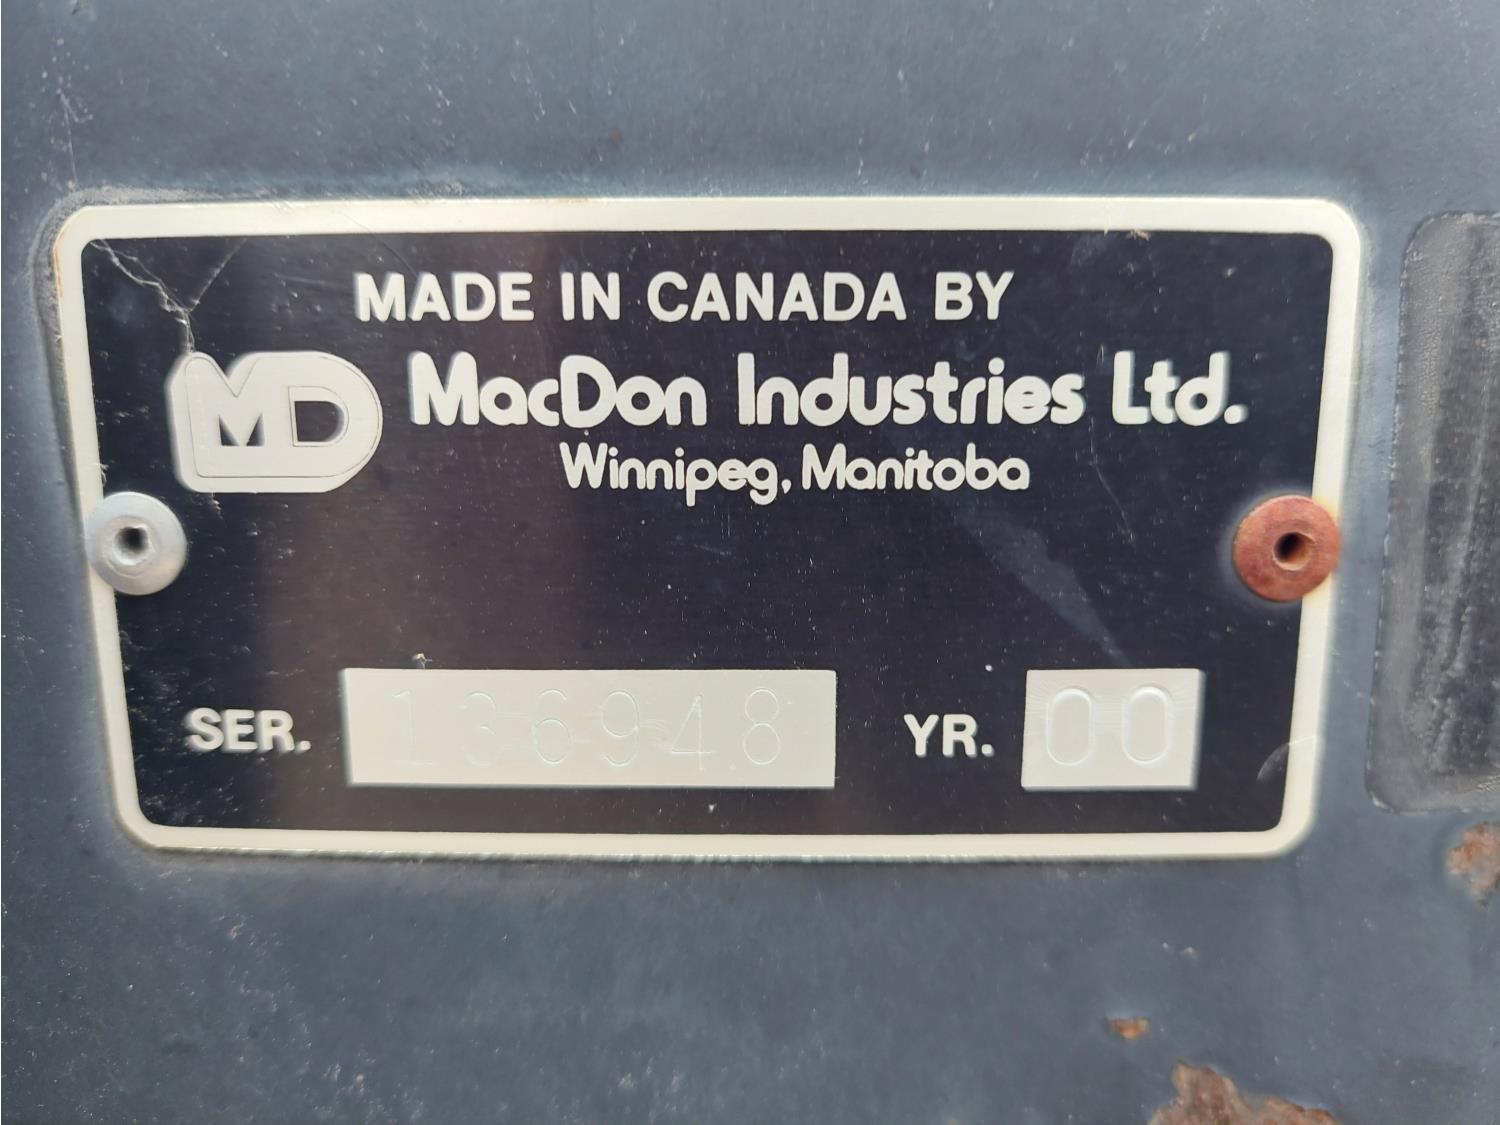 MADE IN CANADA BY
MD MacDon Industries Ltd.
Winnipeg, Manitoba
SER. 136948 YR. 00